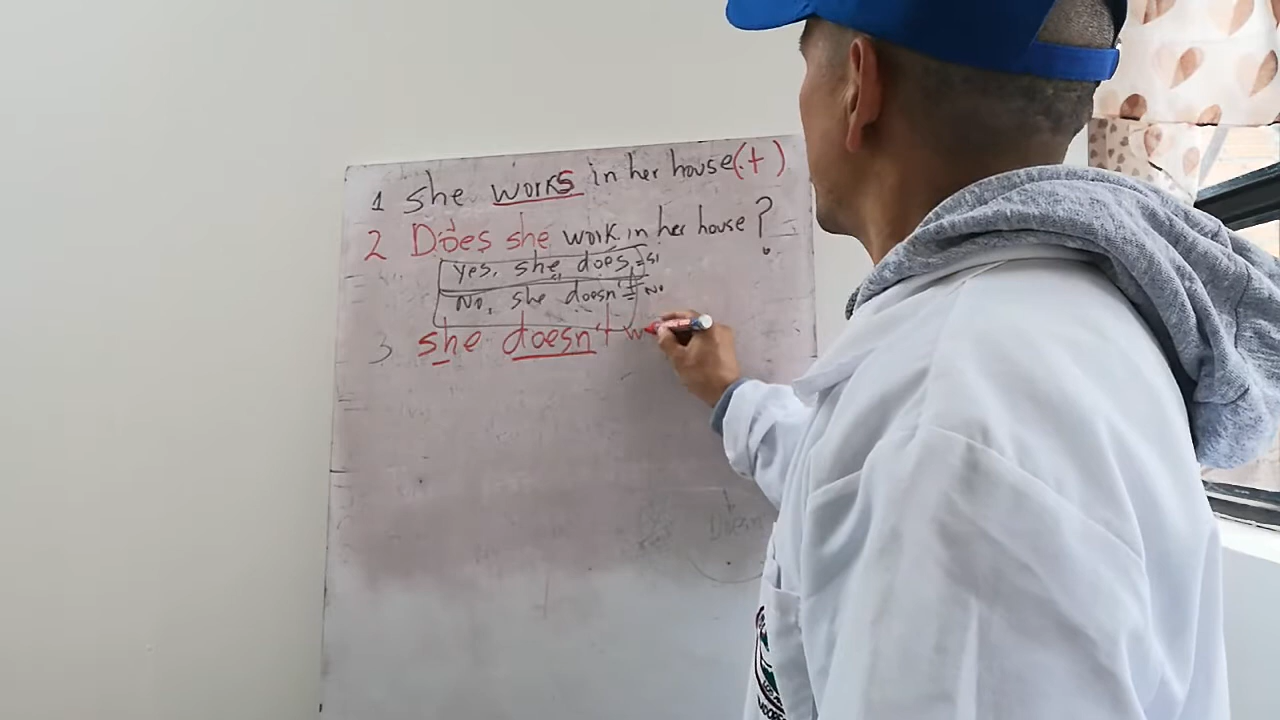 1 she works in her house (+)
2 Does she work in her house?
yes, she does, = si
No, she doesn't = No
3 she doesn't w
Doesn